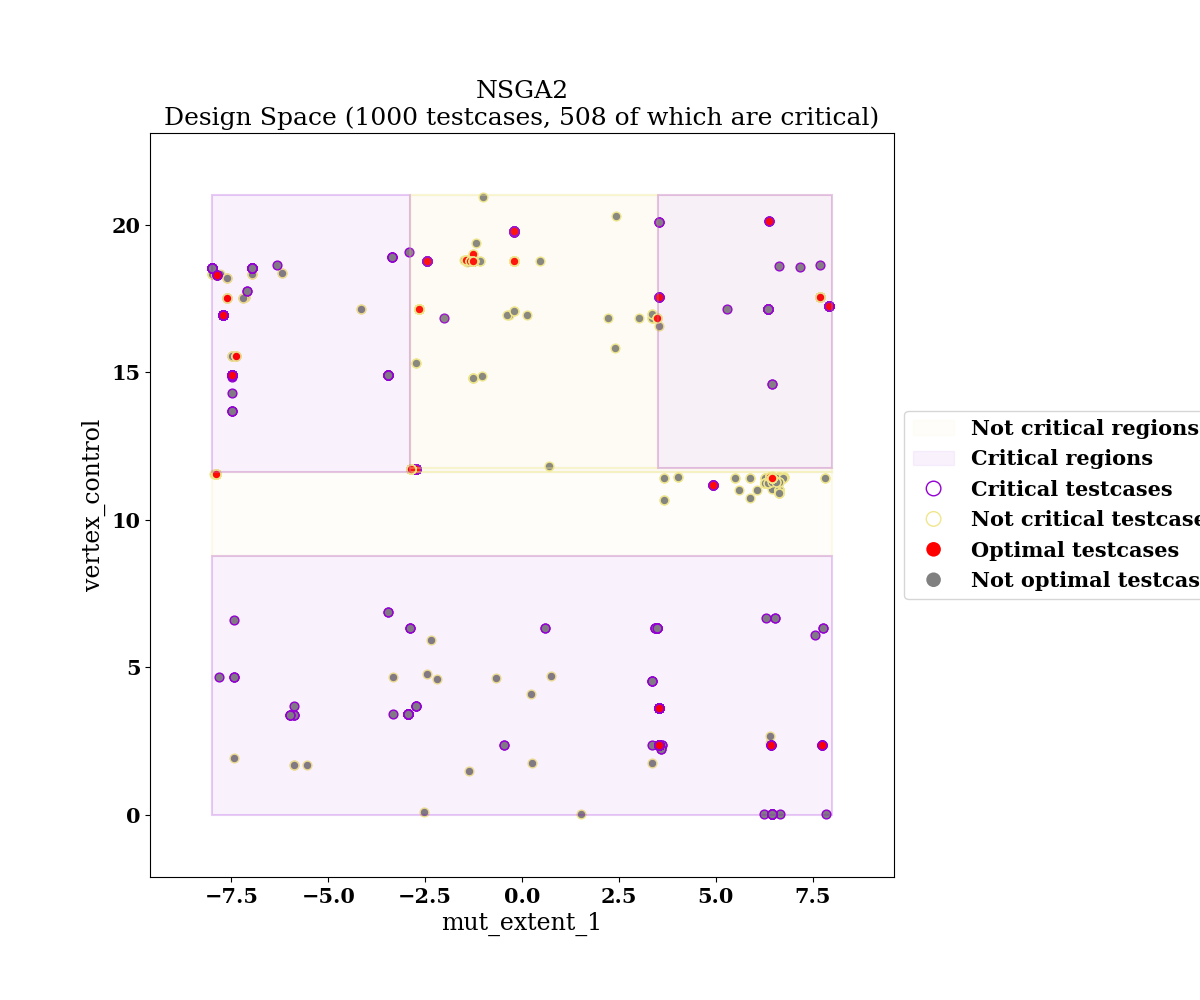 NSGA2
Design Space (1000 testcases, 508 of which are critical)
20
15
10
5
0
vertex_control
−7.5 −5.0 −2.5 0.0 2.5 5.0 7.5
mut_extent_1
Not critical regions
Critical regions
Critical testcases
Not critical testcase
Optimal testcases
Not optimal testcas